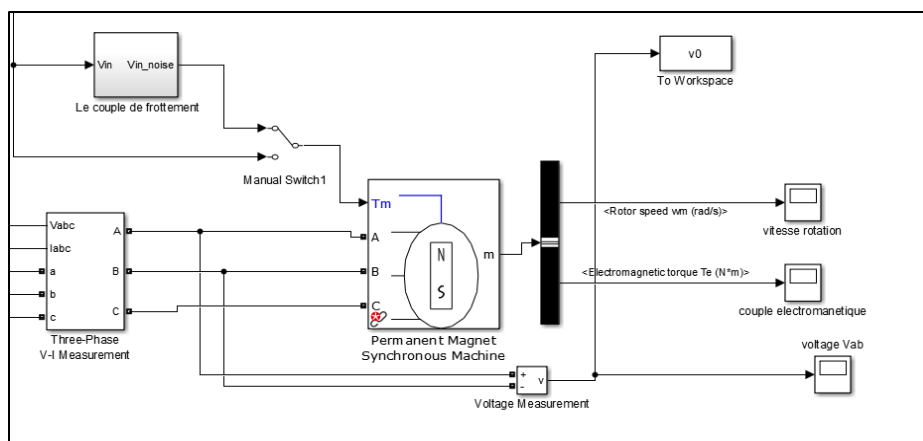 v0
To Workspace
Vin Vin_noise
Le couple de frottement
Manual Switch1
Tm
A
B
C
m
N
S
Permanent Magnet
Synchronous Machine
Vabc
Iabc
a
b
c
A
B
C
Three-Phase
V-I Measurement
<Rotor speed wm (rad/s)>
vitesse rotation
<Electromagnetic torque Te (N*m)>
couple electromanetique
voltage Vab
+
-
v
Voltage Measurement